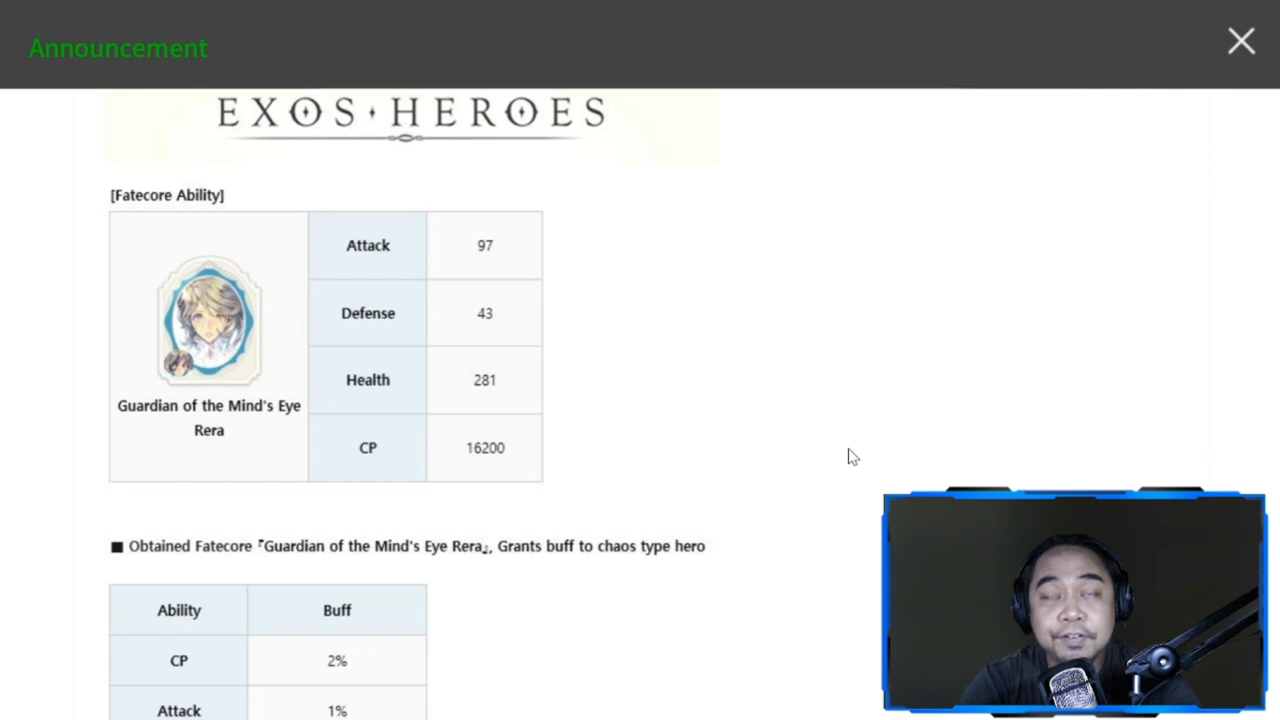 Announcement
EXOS HEROES
[Fatecore Ability]
Attack 97
Defense 43
Health 281
CP 16200
Guardian of the Mind's Eye
Rera
■ Obtained Fatecore『Guardian of the Mind's Eye Rera』, Grants buff to chaos type hero
Ability Buff
CP 2%
Attack 1%